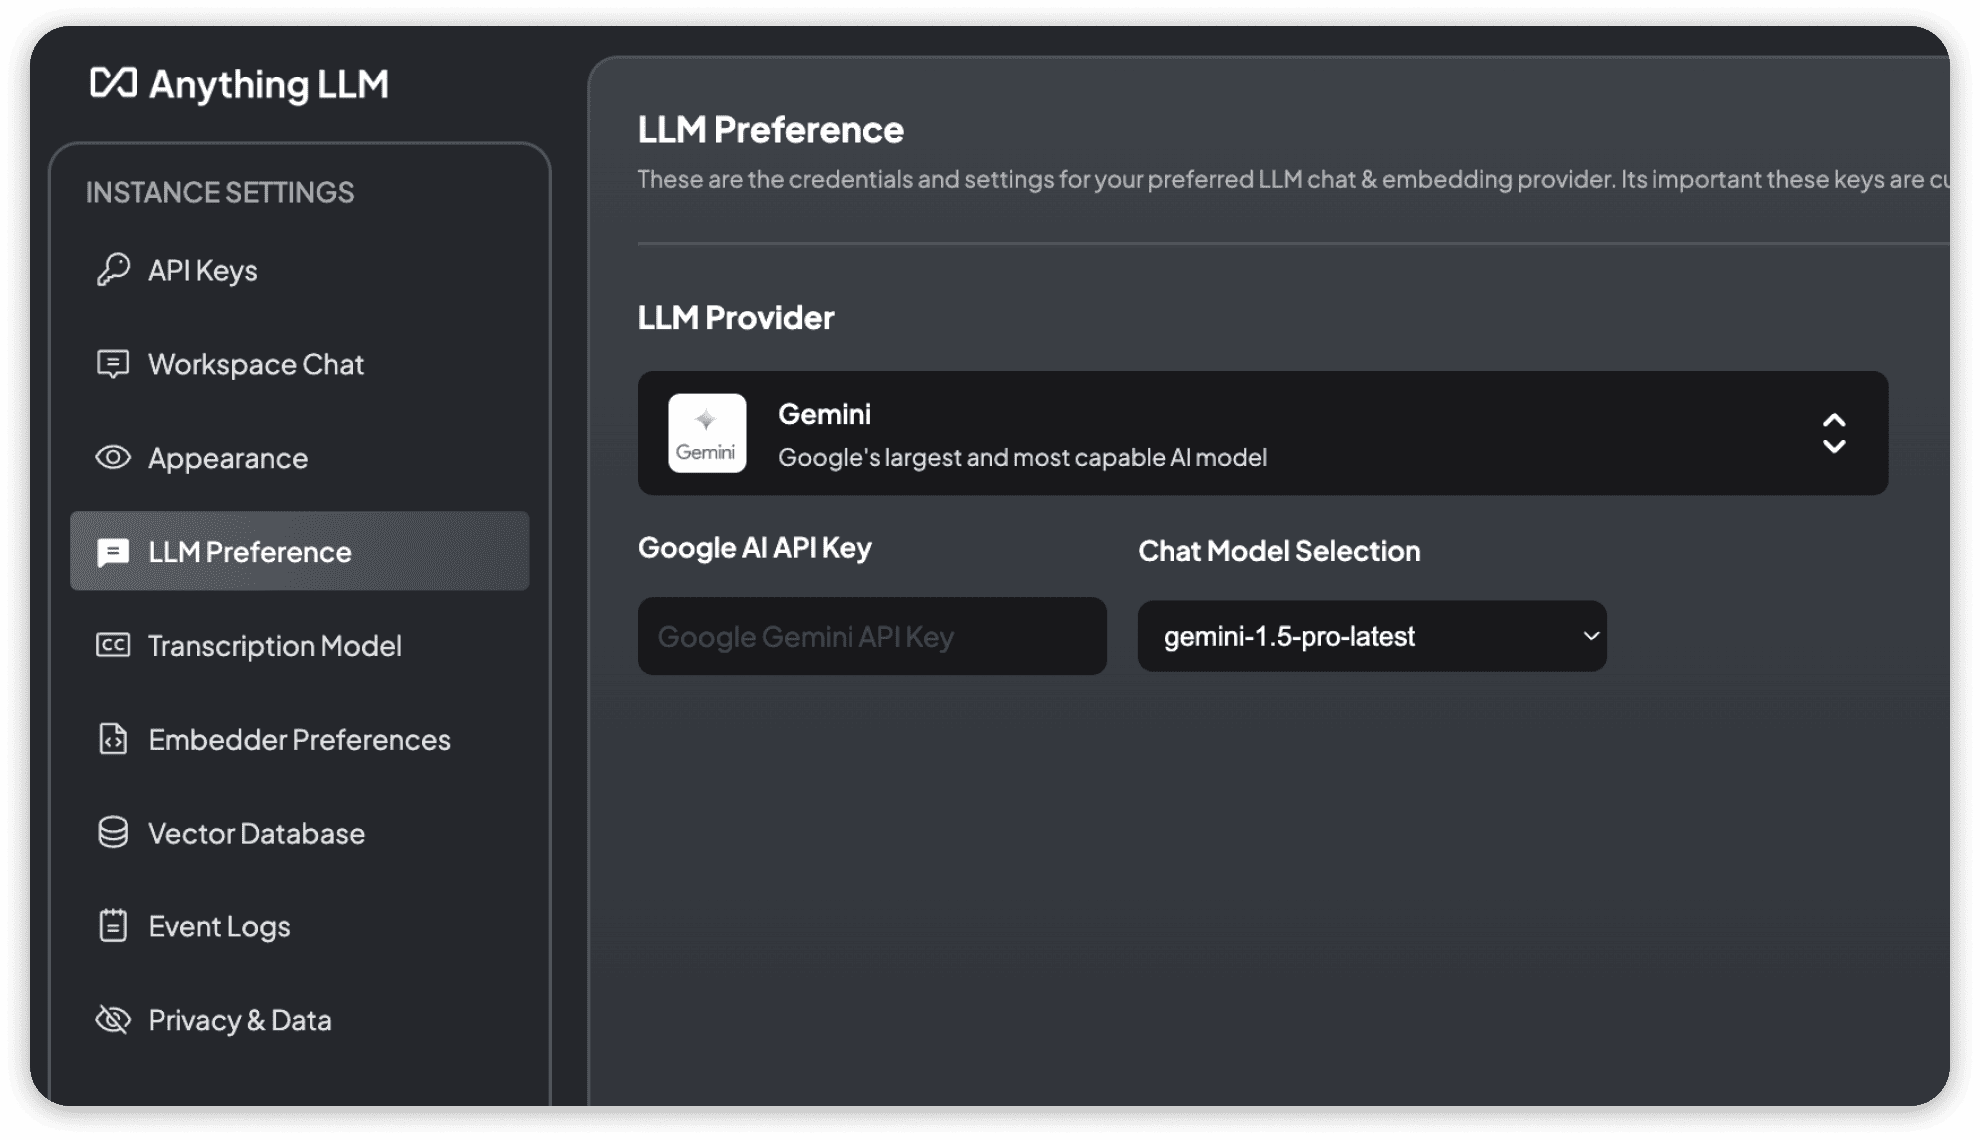 Anything LLM
INSTANCE SETTINGS
API Keys
Workspace Chat
Appearance
LLM Preference
Transcription Model
Embedder Preferences
Vector Database
Event Logs
Privacy & Data
LLM Preference
These are the credentials and settings for your preferred LLM chat & embedding provider. Its important these keys are cu
LLM Provider
Gemini
Gemini
Google's largest and most capable AI model
Google AI API Key
Chat Model Selection
Google Gemini API Key
gemini-1.5-pro-latest